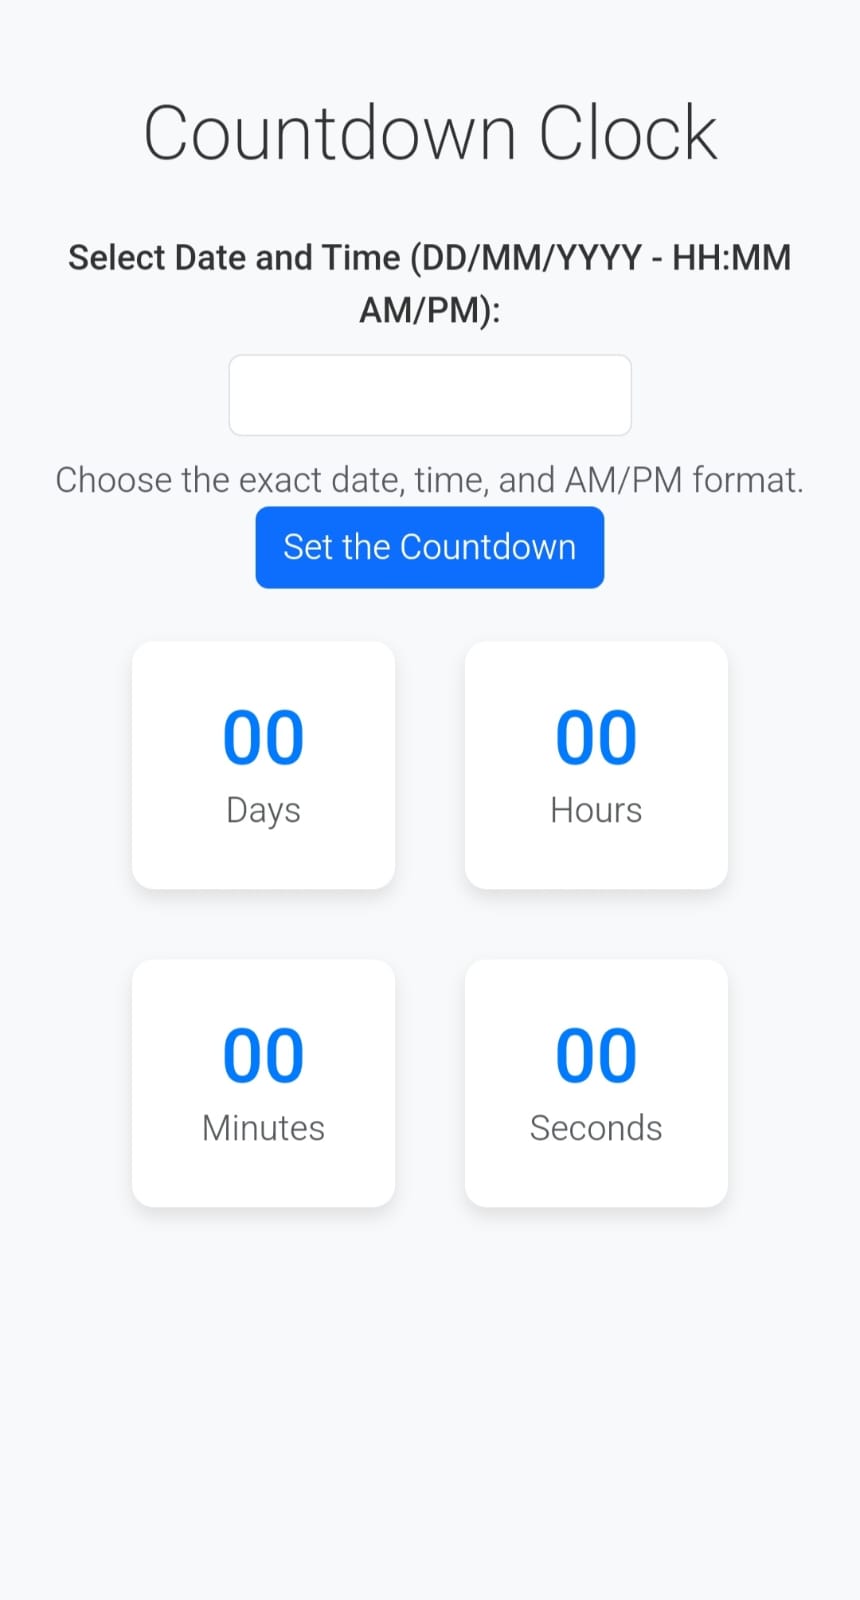 Countdown Clock
Select Date and Time (DD/MM/YYYY - HH:MM
AM/PM):
Choose the exact date, time, and AM/PM format.
Set the Countdown
00
Days
00
Hours
00
Minutes
00
Seconds